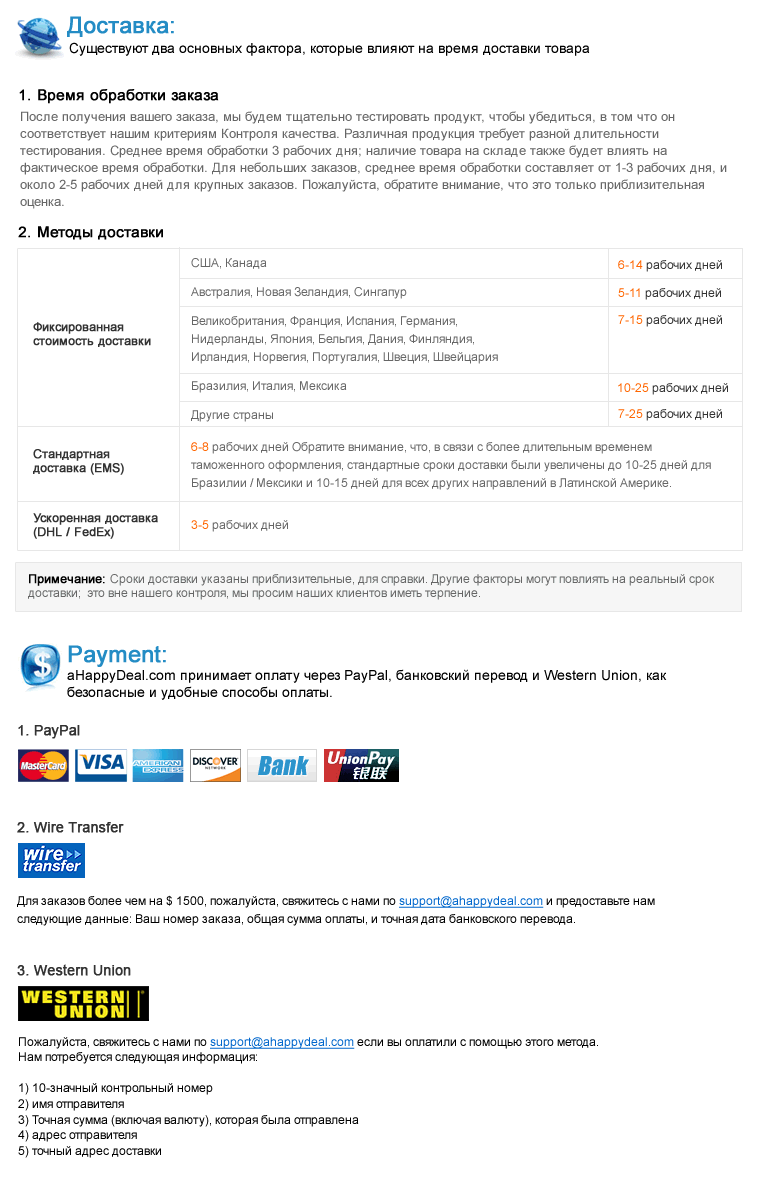 Доставка:
Существуют два основных фактора, которые влияют на время доставки товара
1. Время обработки заказа
После получения вашего заказа, мы будем тщательно тестировать продукт, чтобы убедиться, в том что он
соответствует нашим критериям Контроля качества. Различная продукция требует разной длительности
тестирования. Среднее время обработки 3 рабочих дня; наличие товара на складе также будет влиять на
фактическое время обработки. Для небольших заказов, среднее время обработки составляет от 1-3 рабочих дня, и
около 2-5 рабочих дней для крупных заказов. Пожалуйста, обратите внимание, что это только приблизительная
оценка.
2. Методы доставки
Фиксированная
стоимость доставки
США, Канада
6-14 рабочих дней
Австралия, Новая Зеландия, Сингапур
5-11 рабочих дней
Великобритания, Франция, Испания, Германия,
Нидерланды, Япония, Бельгия, Дания, Финляндия,
Ирландия, Норвегия, Португалия, Швеция, Швейцария
7-15 рабочих дней
Бразилия, Италия, Мексика
10-25 рабочих дней
Другие страны
7-25 рабочих дней
Стандартная
доставка (EMS)
6-8 рабочих дней Обратите внимание, что, в связи с более длительным временем
таможенного оформления, стандартные сроки доставки были увеличены до 10-25 дней для
Бразилии / Мексики и 10-15 дней для всех других направлений в Латинской Америке.
Ускоренная доставка
(DHL / FedEx)
3-5 рабочих дней
Примечание: Сроки доставки указаны приблизительные, для справки. Другие факторы могут повлиять на реальный срок
доставки; это вне нашего контроля, мы просим наших клиентов иметь терпение.
$
Payment:
aHappyDeal.com принимает оплату через PayPal, банковский перевод и Western Union, как
безопасные и удобные способы оплаты.
1. PayPal
MasterCard VISA AMERICAN EXPRESS DISCOVER NETWORK Bank UnionPay 银联
2. Wire Transfer
wire
transfer
Для заказов более чем на $ 1500, пожалуйста, свяжитесь с нами по support@ahappydeal.com и предоставьте нам
следующие данные: Ваш номер заказа, общая сумма оплаты, и точная дата банковского перевода.
3. Western Union
WESTERN
UNION
Пожалуйста, свяжитесь с нами по support@ahappydeal.com если вы оплатили с помощью этого метода.
Нам потребуется следующая информация:
1) 10-значный контрольный номер
2) имя отправителя
3) Точная сумма (включая валюту), которая была отправлена
4) адрес отправителя
5) точный адрес доставки